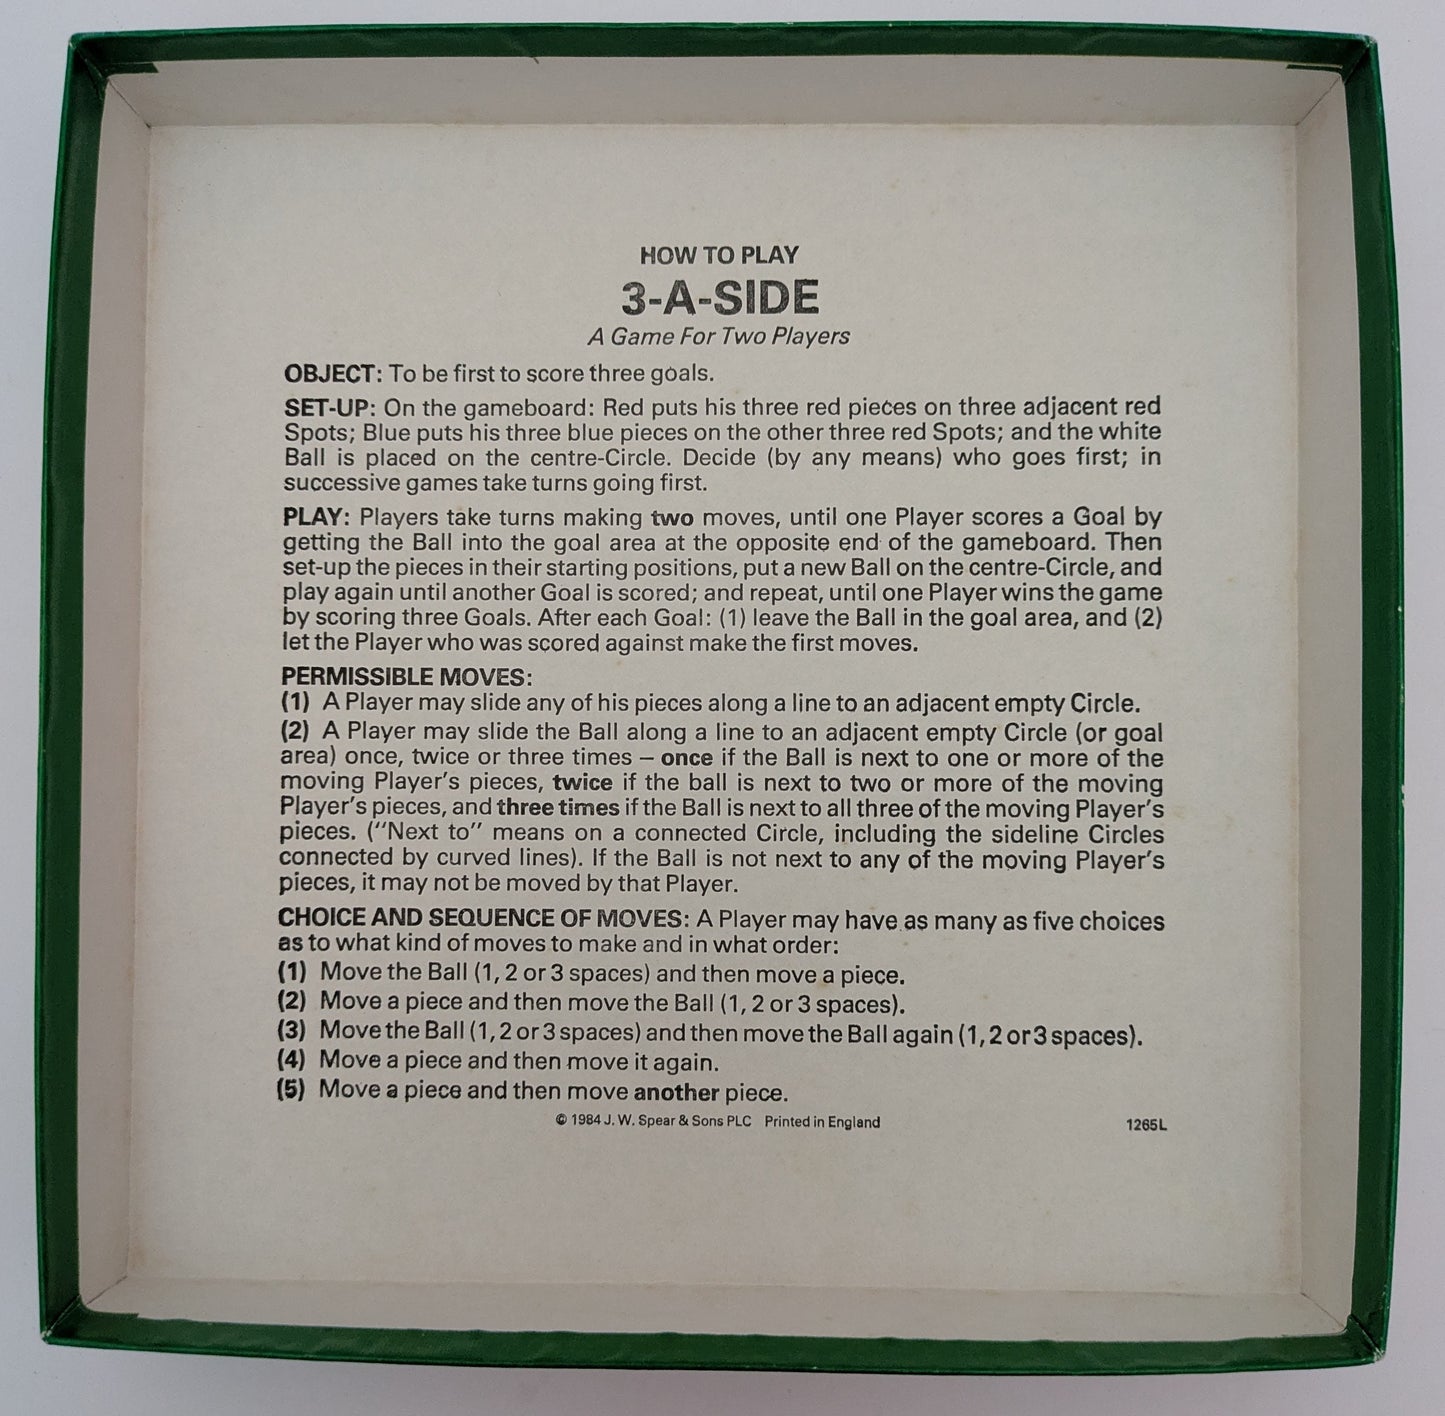 HOW TO PLAY
3-A-SIDE
A Game For Two Players
OBJECT: To be first to score three goals.
SET-UP: On the gameboard: Red puts his three red pieces on three adjacent red
Spots; Blue puts his three blue pieces on the other three red Spots; and the white
Ball is placed on the centre-Circle. Decide (by any means) who goes first; in
successive games take turns going first.
PLAY: Players take turns making two moves, until one Player scores a Goal by
getting the Ball into the goal area at the opposite end of the gameboard. Then
set-up the pieces in their starting positions, put a new Ball on the centre-Circle, and
play again until another Goal is scored; and repeat, until one Player wins the game
by scoring three Goals. After each Goal: (1) leave the Ball in the goal area, and (2)
let the Player who was scored against make the first moves.
PERMISSIBLE MOVES:
(1) A Player may slide any of his pieces along a line to an adjacent empty Circle.
(2) A Player may slide the Ball along a line to an adjacent empty Circle (or goal
area) once, twice or three times – once if the Ball is next to one or more of the
moving Player's pieces, twice if the ball is next to two or more of the moving
Player's pieces, and three times if the Ball is next to all three of the moving Player's
pieces. ("Next to" means on a connected Circle, including the sideline Circles
connected by curved lines). If the Ball is not next to any of the moving Player's
pieces, it may not be moved by that Player.
CHOICE AND SEQUENCE OF MOVES: A Player may have as many as five choices
as to what kind of moves to make and in what order:
(1) Move the Ball (1, 2 or 3 spaces) and then move a piece.
(2) Move a piece and then move the Ball (1, 2 or 3 spaces).
(3) Move the Ball (1, 2 or 3 spaces) and then move the Ball again (1, 2 or 3 spaces).
(4) Move a piece and then move it again.
(5) Move a piece and then move another piece.
© 1984 J. W. Spear & Sons PLC Printed in England 1265L